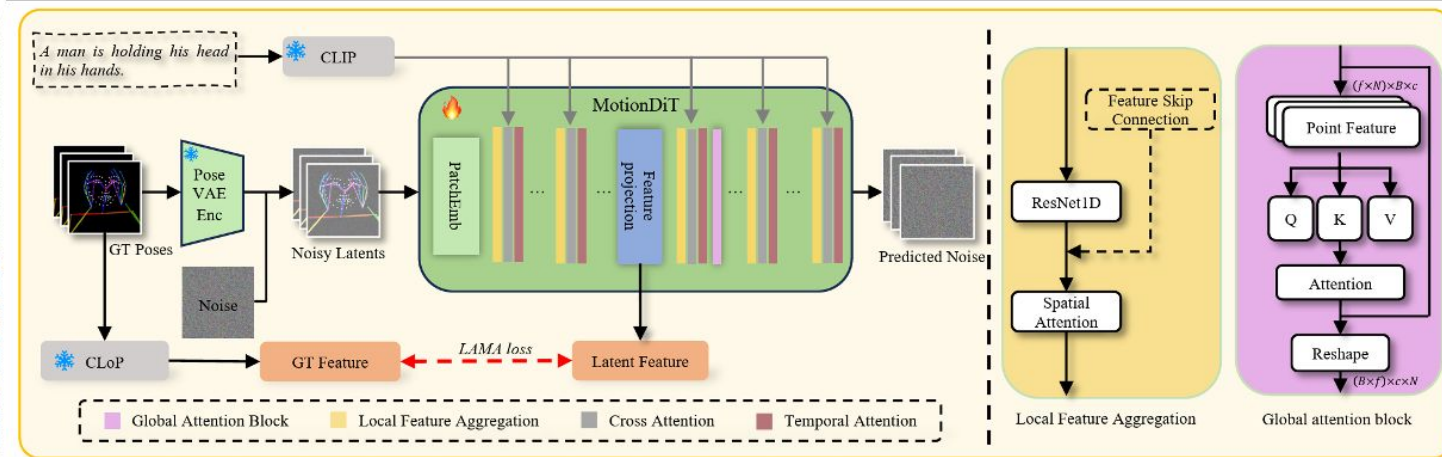 A man is holding his head
in his hands.
CLIP
MotionDiT
PatchEmb
...
...
Feature
projection
...
...
Pose
VAE
Enc
GT Poses
Noise
Noisy Latents
Predicted Noise
CLoP
GT Feature
LAMA loss
Latent Feature
Global Attention Block
Local Feature Aggregation
Cross Attention
Temporal Attention
Feature Skip
Connection
ResNet1D
Spatial
Attention
Local Feature Aggregation
(f×N)×B×c
Point Feature
Q
K
V
Attention
Reshape
(B×f)×c×N
Global attention block